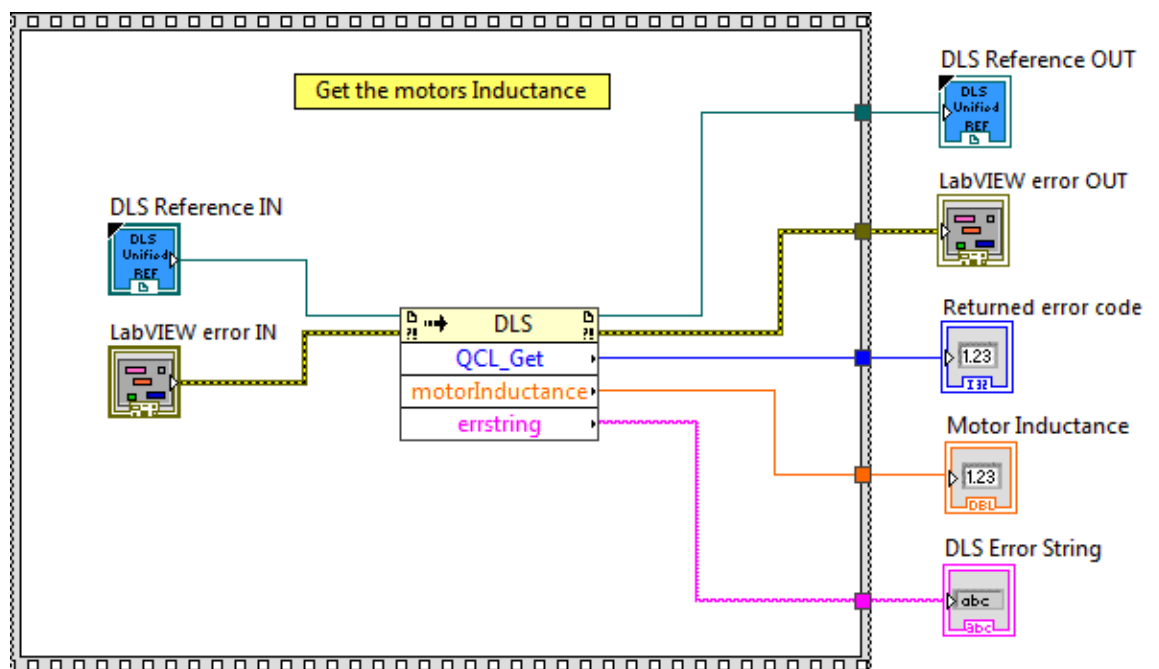 Get the motors Inductance
DLS Reference IN
DLS
Unified
REF
LabVIEW error IN
?!
DLS
?!
QCL_Get
motorInductance
errstring
DLS Reference OUT
DLS
Unified
REF
LabVIEW error OUT
Returned error code
1.23
I32
Motor Inductance
1.23
DBL
DLS Error String
abc
abc